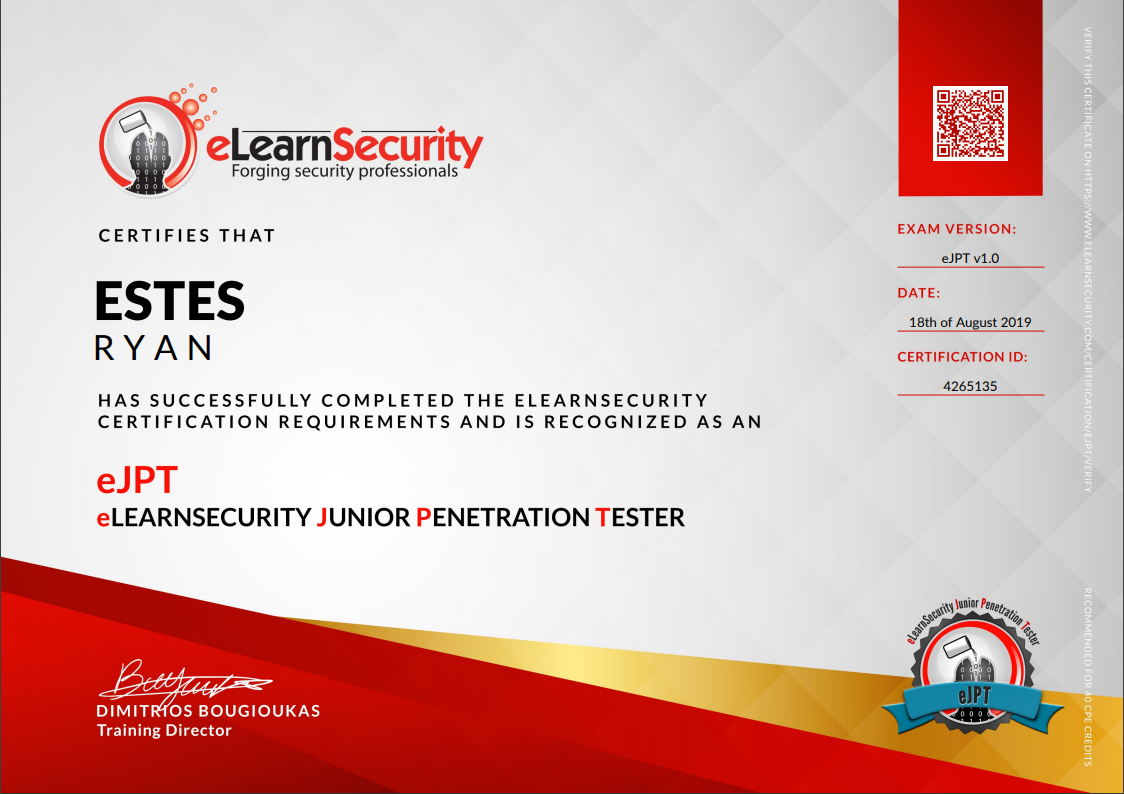 eLearnSecurity
Forging security professionals
CERTIFIES THAT
ESTES
RYAN
HAS SUCCESSFULLY COMPLETED THE ELEARNSECURITY
CERTIFICATION REQUIREMENTS AND IS RECOGNIZED AS AN
eJPT
eLEARNSECURITY JUNIOR PENETRATION TESTER
DIMITRIOS BOUGIOUKAS
Training Director
EXAM VERSION:
eJPT v1.0
DATE:
18th of August 2019
CERTIFICATION ID:
4265135
eLearnSecurity Junior Penetration Tester
eJPT
VERIFY THIS CERTIFICATE ON HTTPS://WWW.ELEARNSECURITY.COM/CERTIFICATION/EJPT/VERIFY
RECOMMENDED FOR 40 CPE CREDITS